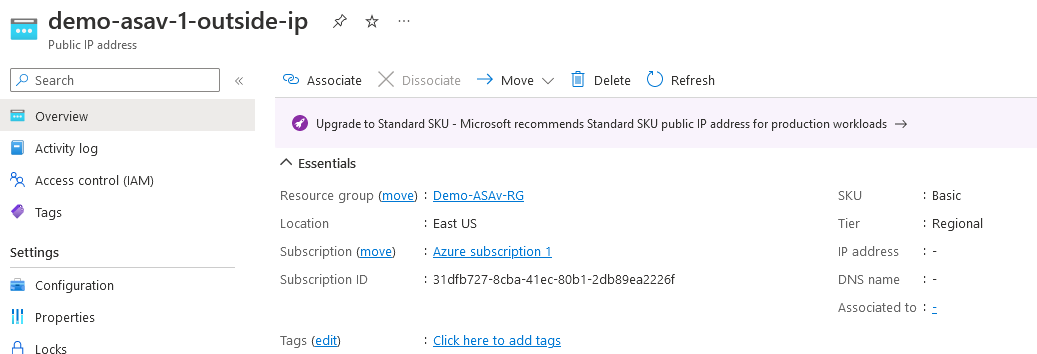 demo-asav-1-outside-ip
Public IP address
Search
Overview
Activity log
Access control (IAM)
Tags
Settings
Configuration
Properties
Locks
Associate Dissociate Move Delete Refresh
Upgrade to Standard SKU - Microsoft recommends Standard SKU public IP address for production workloads →
Essentials
Resource group (move) : Demo-ASAv-RG
Location : East US
Subscription (move) : Azure subscription 1
Subscription ID : 31dfb727-8cba-41ec-80b1-2db89ea2226f
SKU : Basic
Tier : Regional
IP address : -
DNS name : -
Associated to : -
Tags (edit) : Click here to add tags